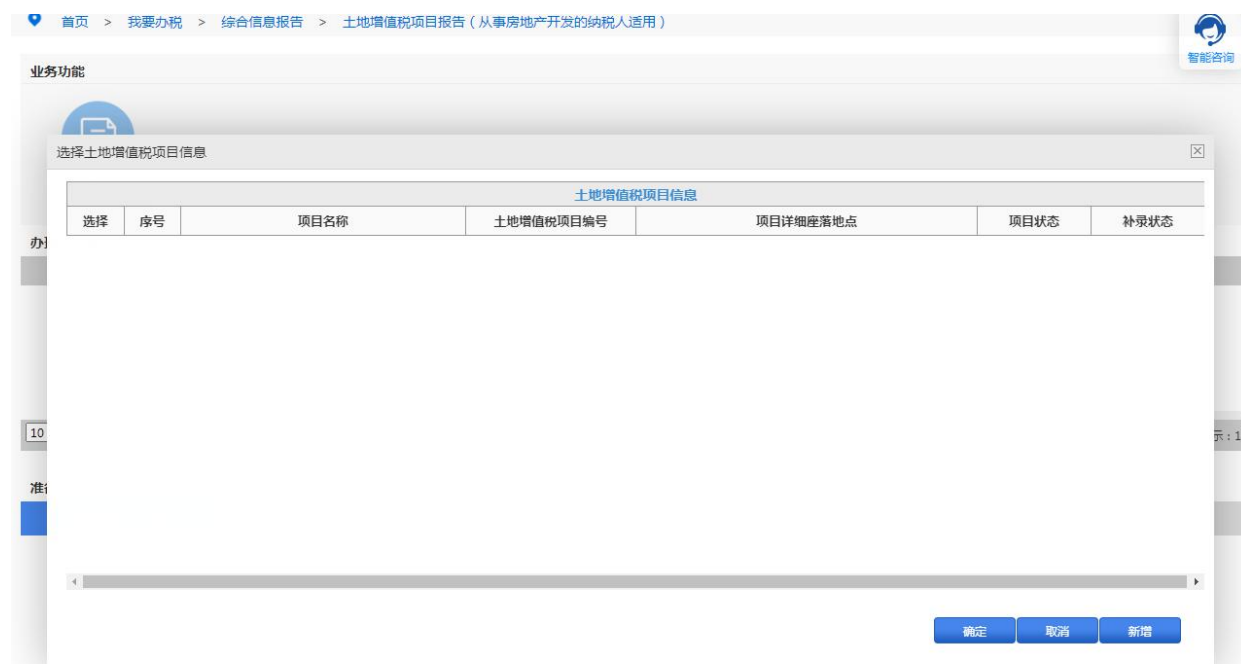 首页 > 我要办税 > 综合信息报告 > 土地增值税项目报告（从事房地产开发的纳税人适用）
智能咨询
业务功能
选择土地增值税项目信息
土地增值税项目信息
选择 序号 项目名称 土地增值税项目编号 项目详细座落地点 项目状态 补录状态
10
示：1
确定 取消 新增